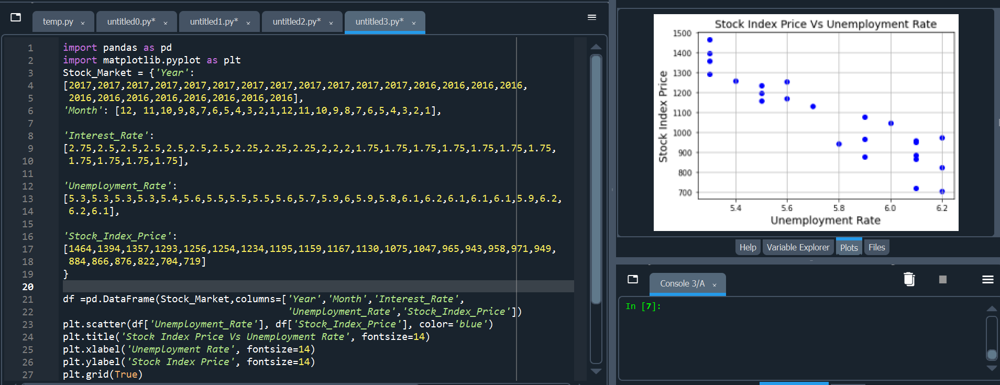 temp.py × untitled0.py* × untitled1.py* × untitled2.py* × untitled3.py* ×
1 import pandas as pd
2 import matplotlib.pyplot as plt
3 Stock_Market = {'Year':
4 [2017,2017,2017,2017,2017,2017,2017,2017,2017,2017,2017,2017,2016,2016,2016,2016,
5 2016,2016,2016,2016,2016,2016,2016,2016],
6 'Month': [12, 11,10,9,8,7,6,5,4,3,2,1,12,11,10,9,8,7,6,5,4,3,2,1],
7
8 'Interest_Rate':
9 [2.75,2.5,2.5,2.5,2.5,2.5,2.5,2.25,2.25,2.25,2,2,2,1.75,1.75,1.75,1.75,1.75,1.75,1.75,
10 1.75,1.75,1.75,1.75],
11
12 'Unemployment_Rate':
13 [5.3,5.3,5.3,5.3,5.4,5.6,5.5,5.5,5.5,5.6,5.7,5.9,6,5.9,5.8,6.1,6.2,6.1,6.1,6.1,5.9,6.2,
14 6.2,6.1],
15
16 'Stock_Index_Price':
17 [1464,1394,1357,1293,1256,1254,1234,1195,1159,1167,1130,1075,1047,965,943,958,971,949,
18 884,866,876,822,704,719]
19 }
20
21 df =pd.DataFrame(Stock_Market,columns=['Year','Month','Interest_Rate',
22 'Unemployment_Rate','Stock_Index_Price'])
23 plt.scatter(df['Unemployment_Rate'], df['Stock_Index_Price'], color='blue')
24 plt.title('Stock Index Price Vs Unemployment Rate', fontsize=14)
25 plt.xlabel('Unemployment Rate', fontsize=14)
26 plt.ylabel('Stock Index Price', fontsize=14)
27 plt.grid(True)
Stock Index Price Vs Unemployment Rate
Stock Index Price
1500
1400
1300
1200
1100
1000
900
800
700
5.4 5.6 5.8 6.0 6.2
Unemployment Rate
Help Variable Explorer Plots Files
Console 3/A ×
In [7]: